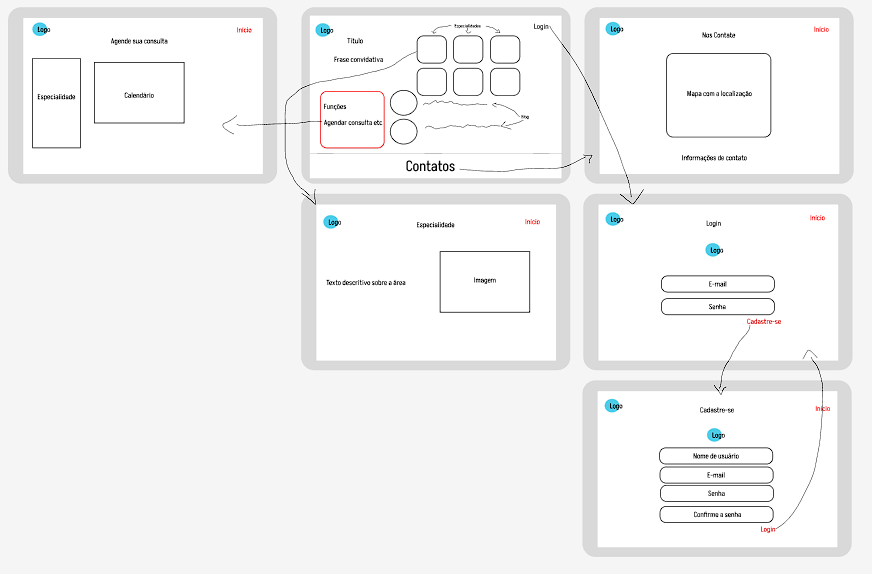 Logo
Início
Agende sua consulta
Especialidade
Calendário
Logo
Especialidades
Login
Título
Frase convidativa
Funções
Agendar consulta etc
Blog
Contatos
Logo
Início
Nos Contate
Mapa com a localização
Informações de contato
Logo
Início
Especialidade
Texto descritivo sobre a área
Imagem
Logo
Início
Login
Logo
E-mail
Senha
Cadastre-se
Logo
Início
Cadastre-se
Logo
Nome de usuário
E-mail
Senha
Confirme a senha
Login